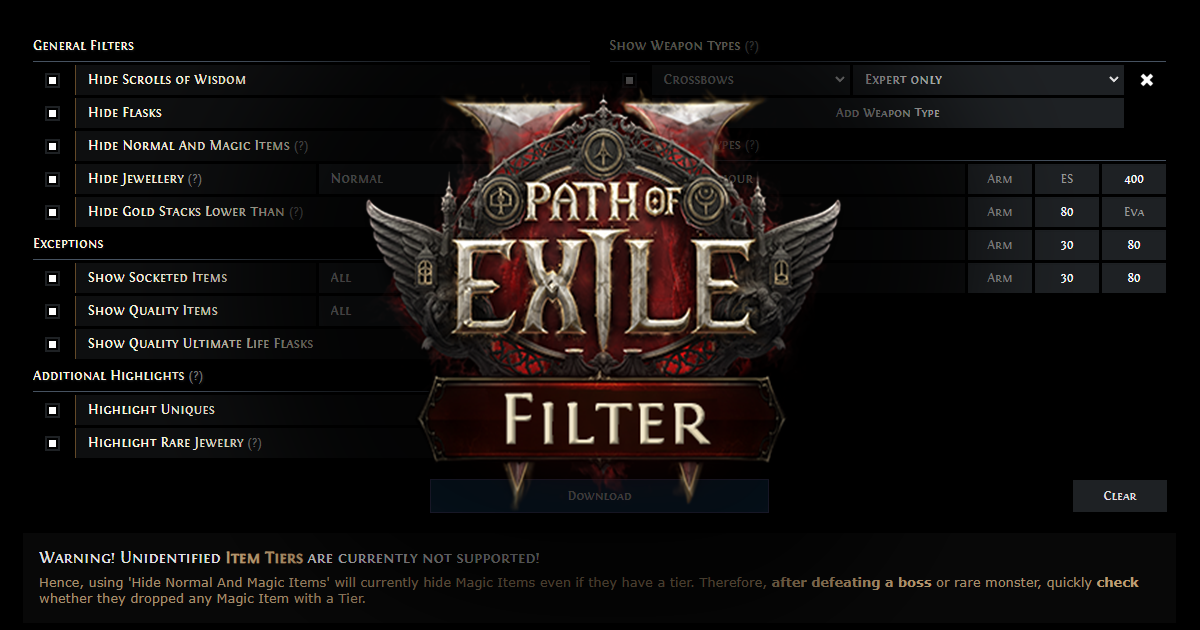 General Filters
Hide Scrolls of Wisdom
Hide Flasks
Hide Normal And Magic Items (?)
Hide Jewellery (?) Normal
Hide Gold Stacks Lower Than (?)
Exceptions
Show Socketed Items All
Show Quality Items All
Show Quality Ultimate Life Flasks
Additional Highlights (?)
Highlight Uniques
Highlight Rare Jewelry (?)
Show Weapon Types (?)
Crossbows Expert only
Add Weapon Type
(?)
Arm ES 400
Arm 80 Eva
Arm 30 80
Arm 30 80
PATH OF
EXILE
Filter
Download
Clear
Warning! Unidentified Item Tiers are currently not supported!
Hence, using 'Hide Normal And Magic Items' will currently hide Magic Items even if they have a tier. Therefore, after defeating a boss or rare monster, quickly check
whether they dropped any Magic Item with a Tier.